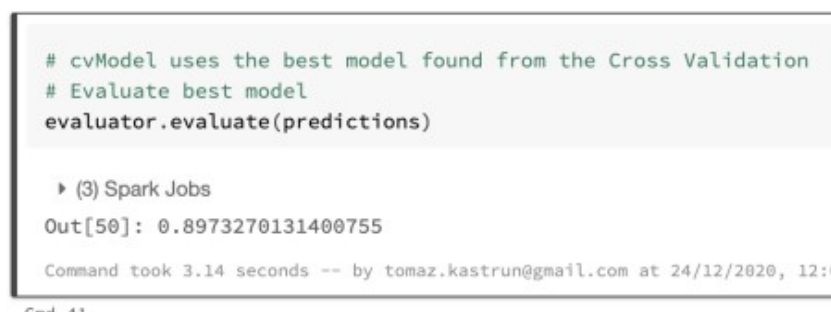 # cvModel uses the best model found from the Cross Validation
# Evaluate best model
evaluator.evaluate(predictions)
(3) Spark Jobs
Out[50]: 0.8973270131400755
Command took 3.14 seconds -- by tomaz.kastrun@gmail.com at 24/12/2020, 12: